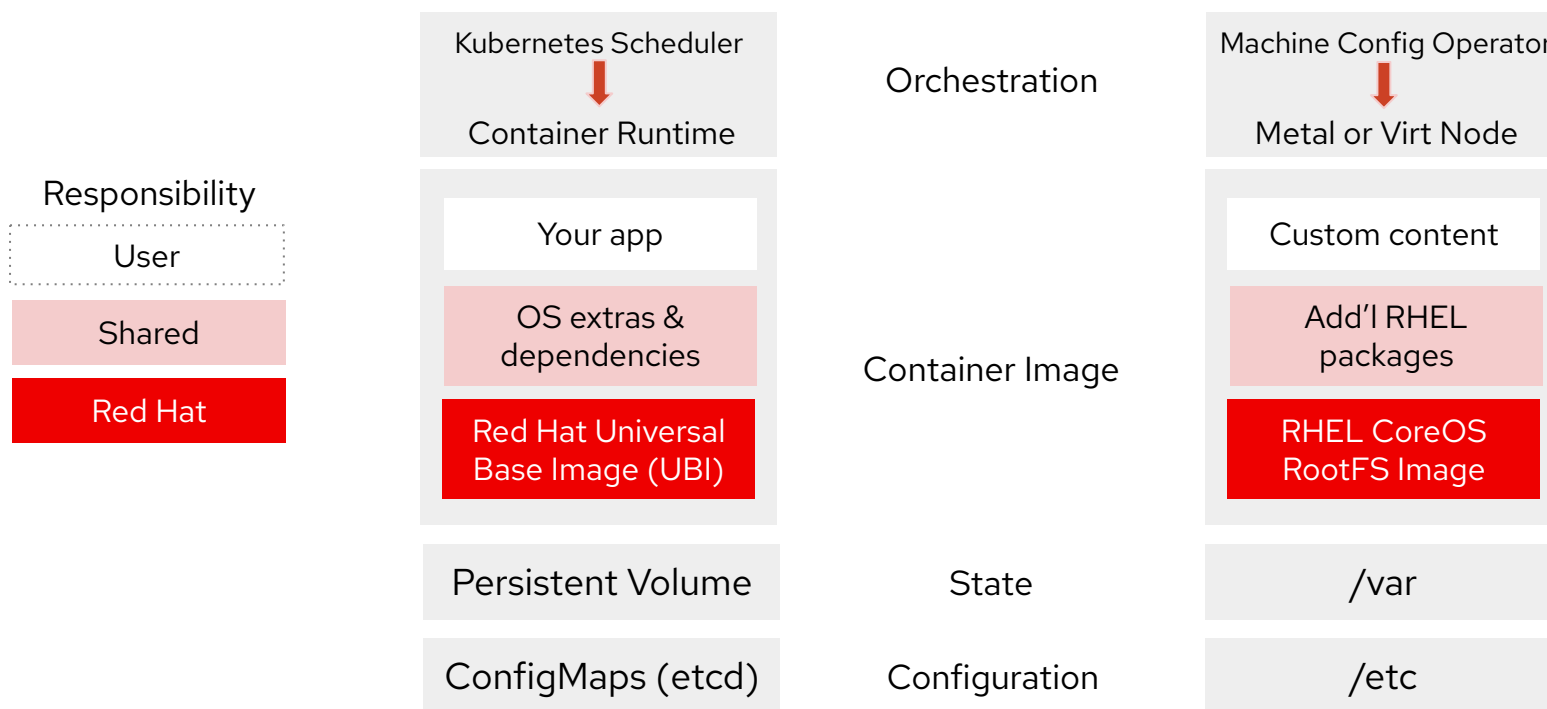 Kubernetes Scheduler
Container Runtime
Orchestration
Machine Config Operator
Metal or Virt Node
Responsibility
User
Shared
Red Hat
Your app
OS extras &
dependencies
Red Hat Universal
Base Image (UBI)
Container Image
Custom content
Add’l RHEL
packages
RHEL CoreOS
RootFS Image
Persistent Volume
State
/var
ConfigMaps (etcd)
Configuration
/etc